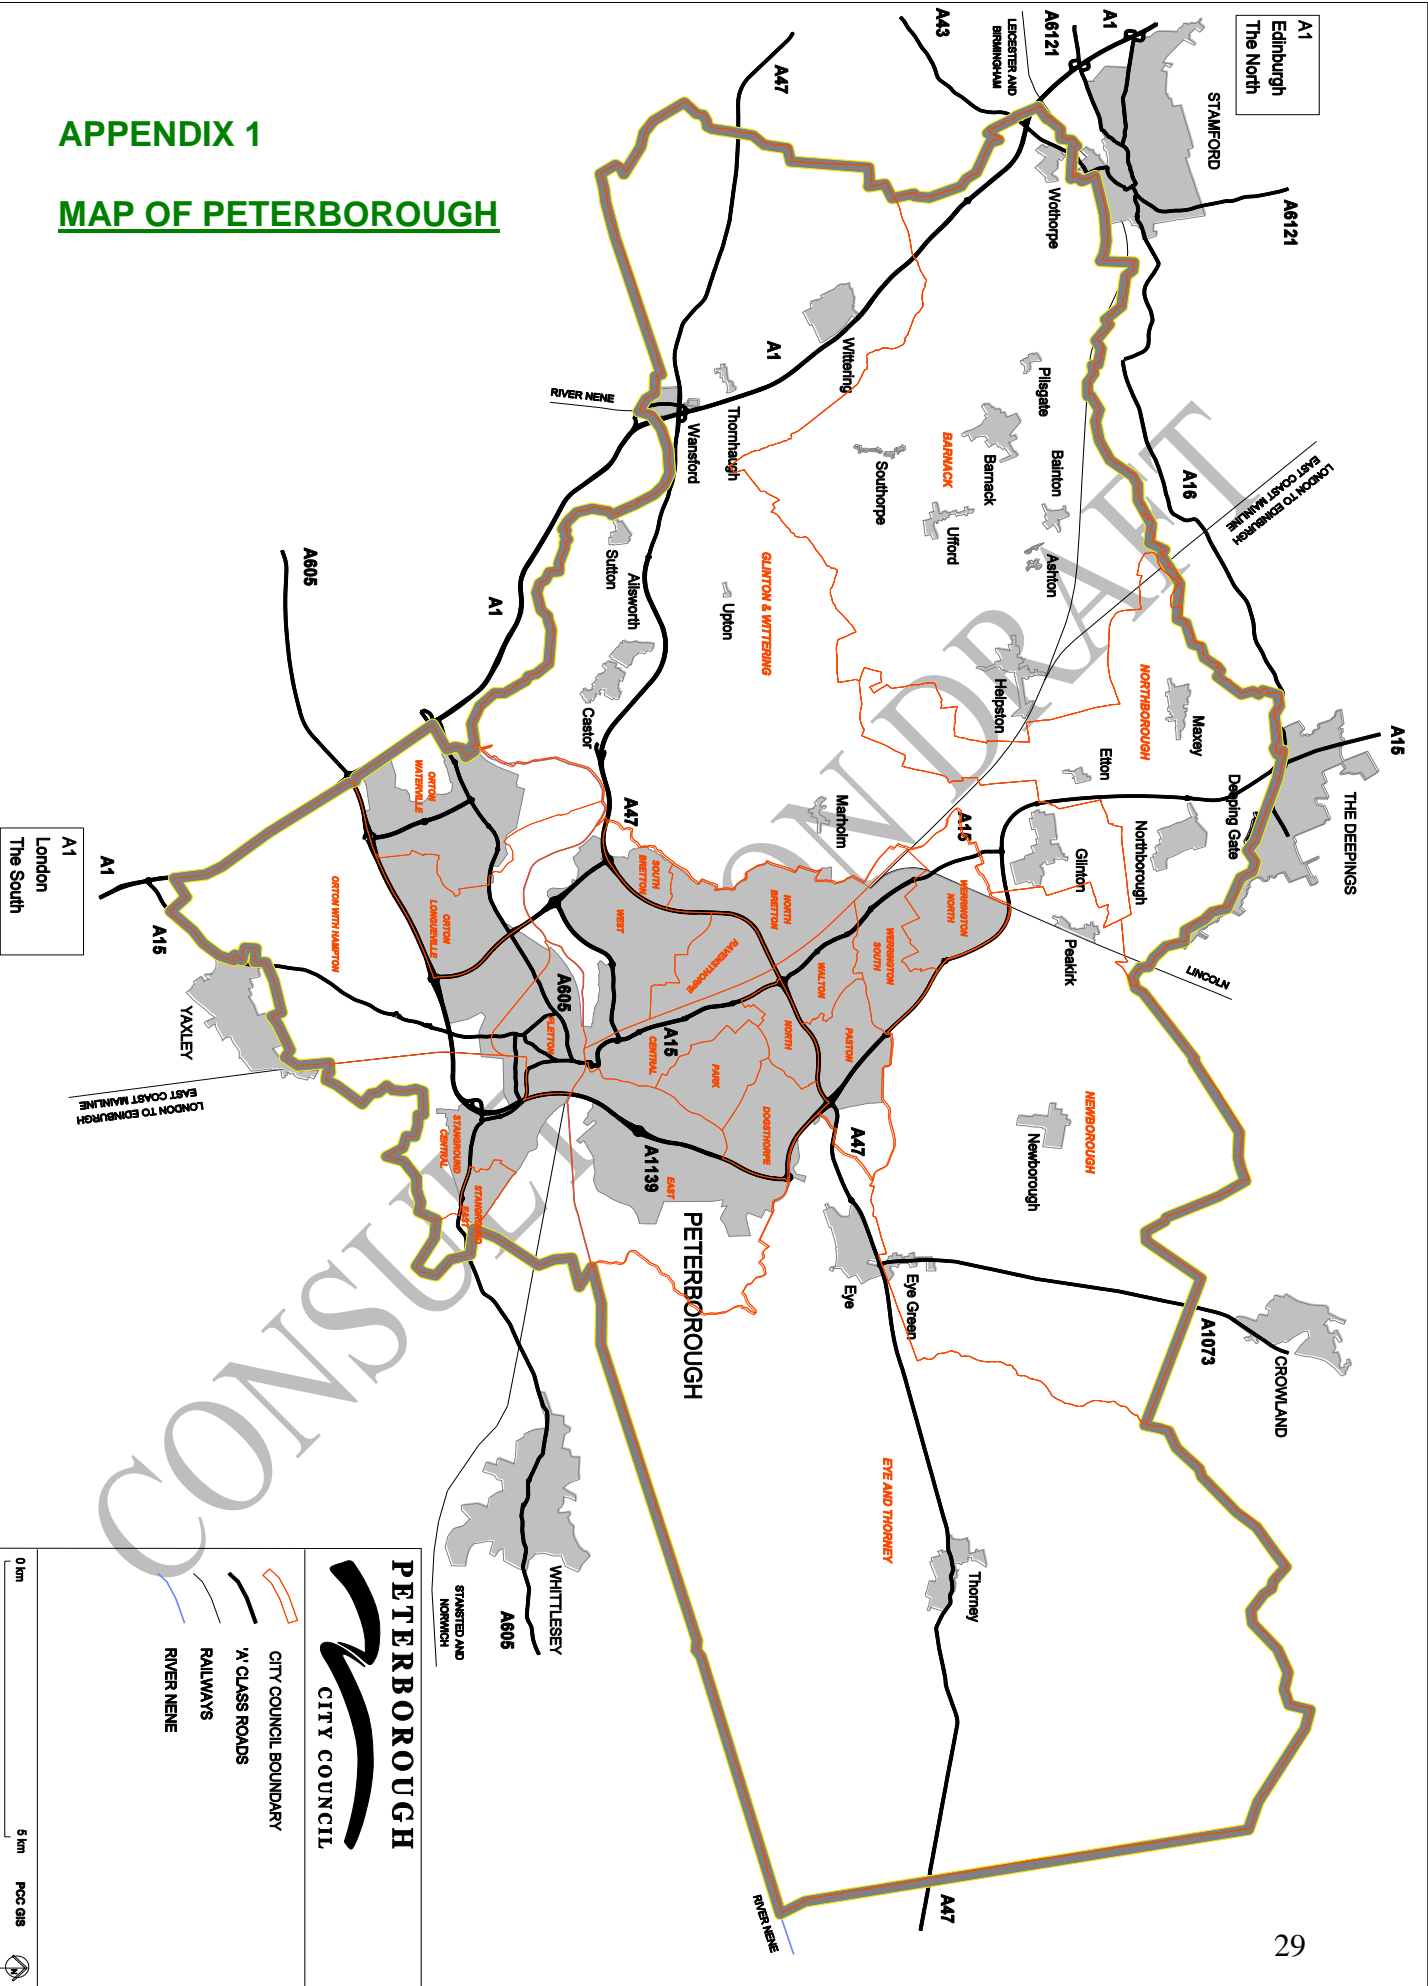 APPENDIX 1
MAP OF PETERBOROUGH
A1
Edinburgh
The North
STAMFORD
A6121
A1
A6121
A43
LEICESTER AND
BIRMINGHAM
A47
Wothorpe
Wittering
A1
Pilsgate
Barnack
BARNACK
Bainton
Southorpe
Ufford
Ashton
Thornhaugh
Wansford
RIVER NENE
A16
LONDON TO EDINBURGH
EAST COAST MAINLINE
GLINTON & WITTERING
Upton
Sutton
Ailsworth
Castor
A1
A605
Helpston
NORTHBOROUGH
Maxey
Etton
Deeping Gate
A15
THE DEEPINGS
Northborough
Glinton
Marholm
A15
A47
Peakirk
LINCOLN
ORTON
WATERVILLE
ORTON
LONGUEVILLE
ORTON WITH HAMPTON
SOUTH
BRETTON
NORTH
BRETTON
WEST
RAVENSTHORPE
WERRINGTON
NORTH
WERRINGTON
SOUTH
WALTON
PASTON
NORTH
CENTRAL
PARK
DOGSTHORPE
EAST
FLETTON
A605
A15
A1139
PETERBOROUGH
STANGROUND
CENTRAL
STANGROUND
EAST
A1
London
The South
A1
A15
YAXLEY
LONDON TO EDINBURGH
EAST COAST MAINLINE
NEWBOROUGH
Newborough
A47
Eye
Eye Green
A1073
CROWLAND
EYE AND THORNEY
Thorney
WHITTLESEY
A605
STANSTED AND
NORWICH
A47
RIVER NENE
CONSULTATION DRAFT
PETERBOROUGH
CITY COUNCIL
CITY COUNCIL BOUNDARY
'A' CLASS ROADS
RAILWAYS
RIVER NENE
0 km
5 km
PCC GIS
N
29